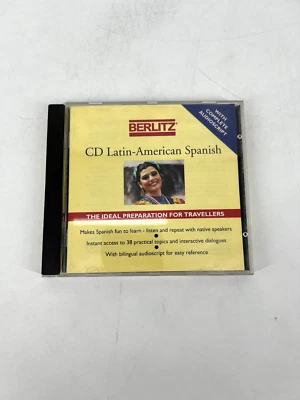 BERLITZ
WITH
COMPLETE
AUDIOSCRIPT
CD Latin-American Spanish
THE IDEAL PREPARATION FOR TRAVELLERS
Makes Spanish fun to learn - listen and repeat with native speakers
Instant access to 38 practical topics and interactive dialogues
With bilingual audioscript for easy reference